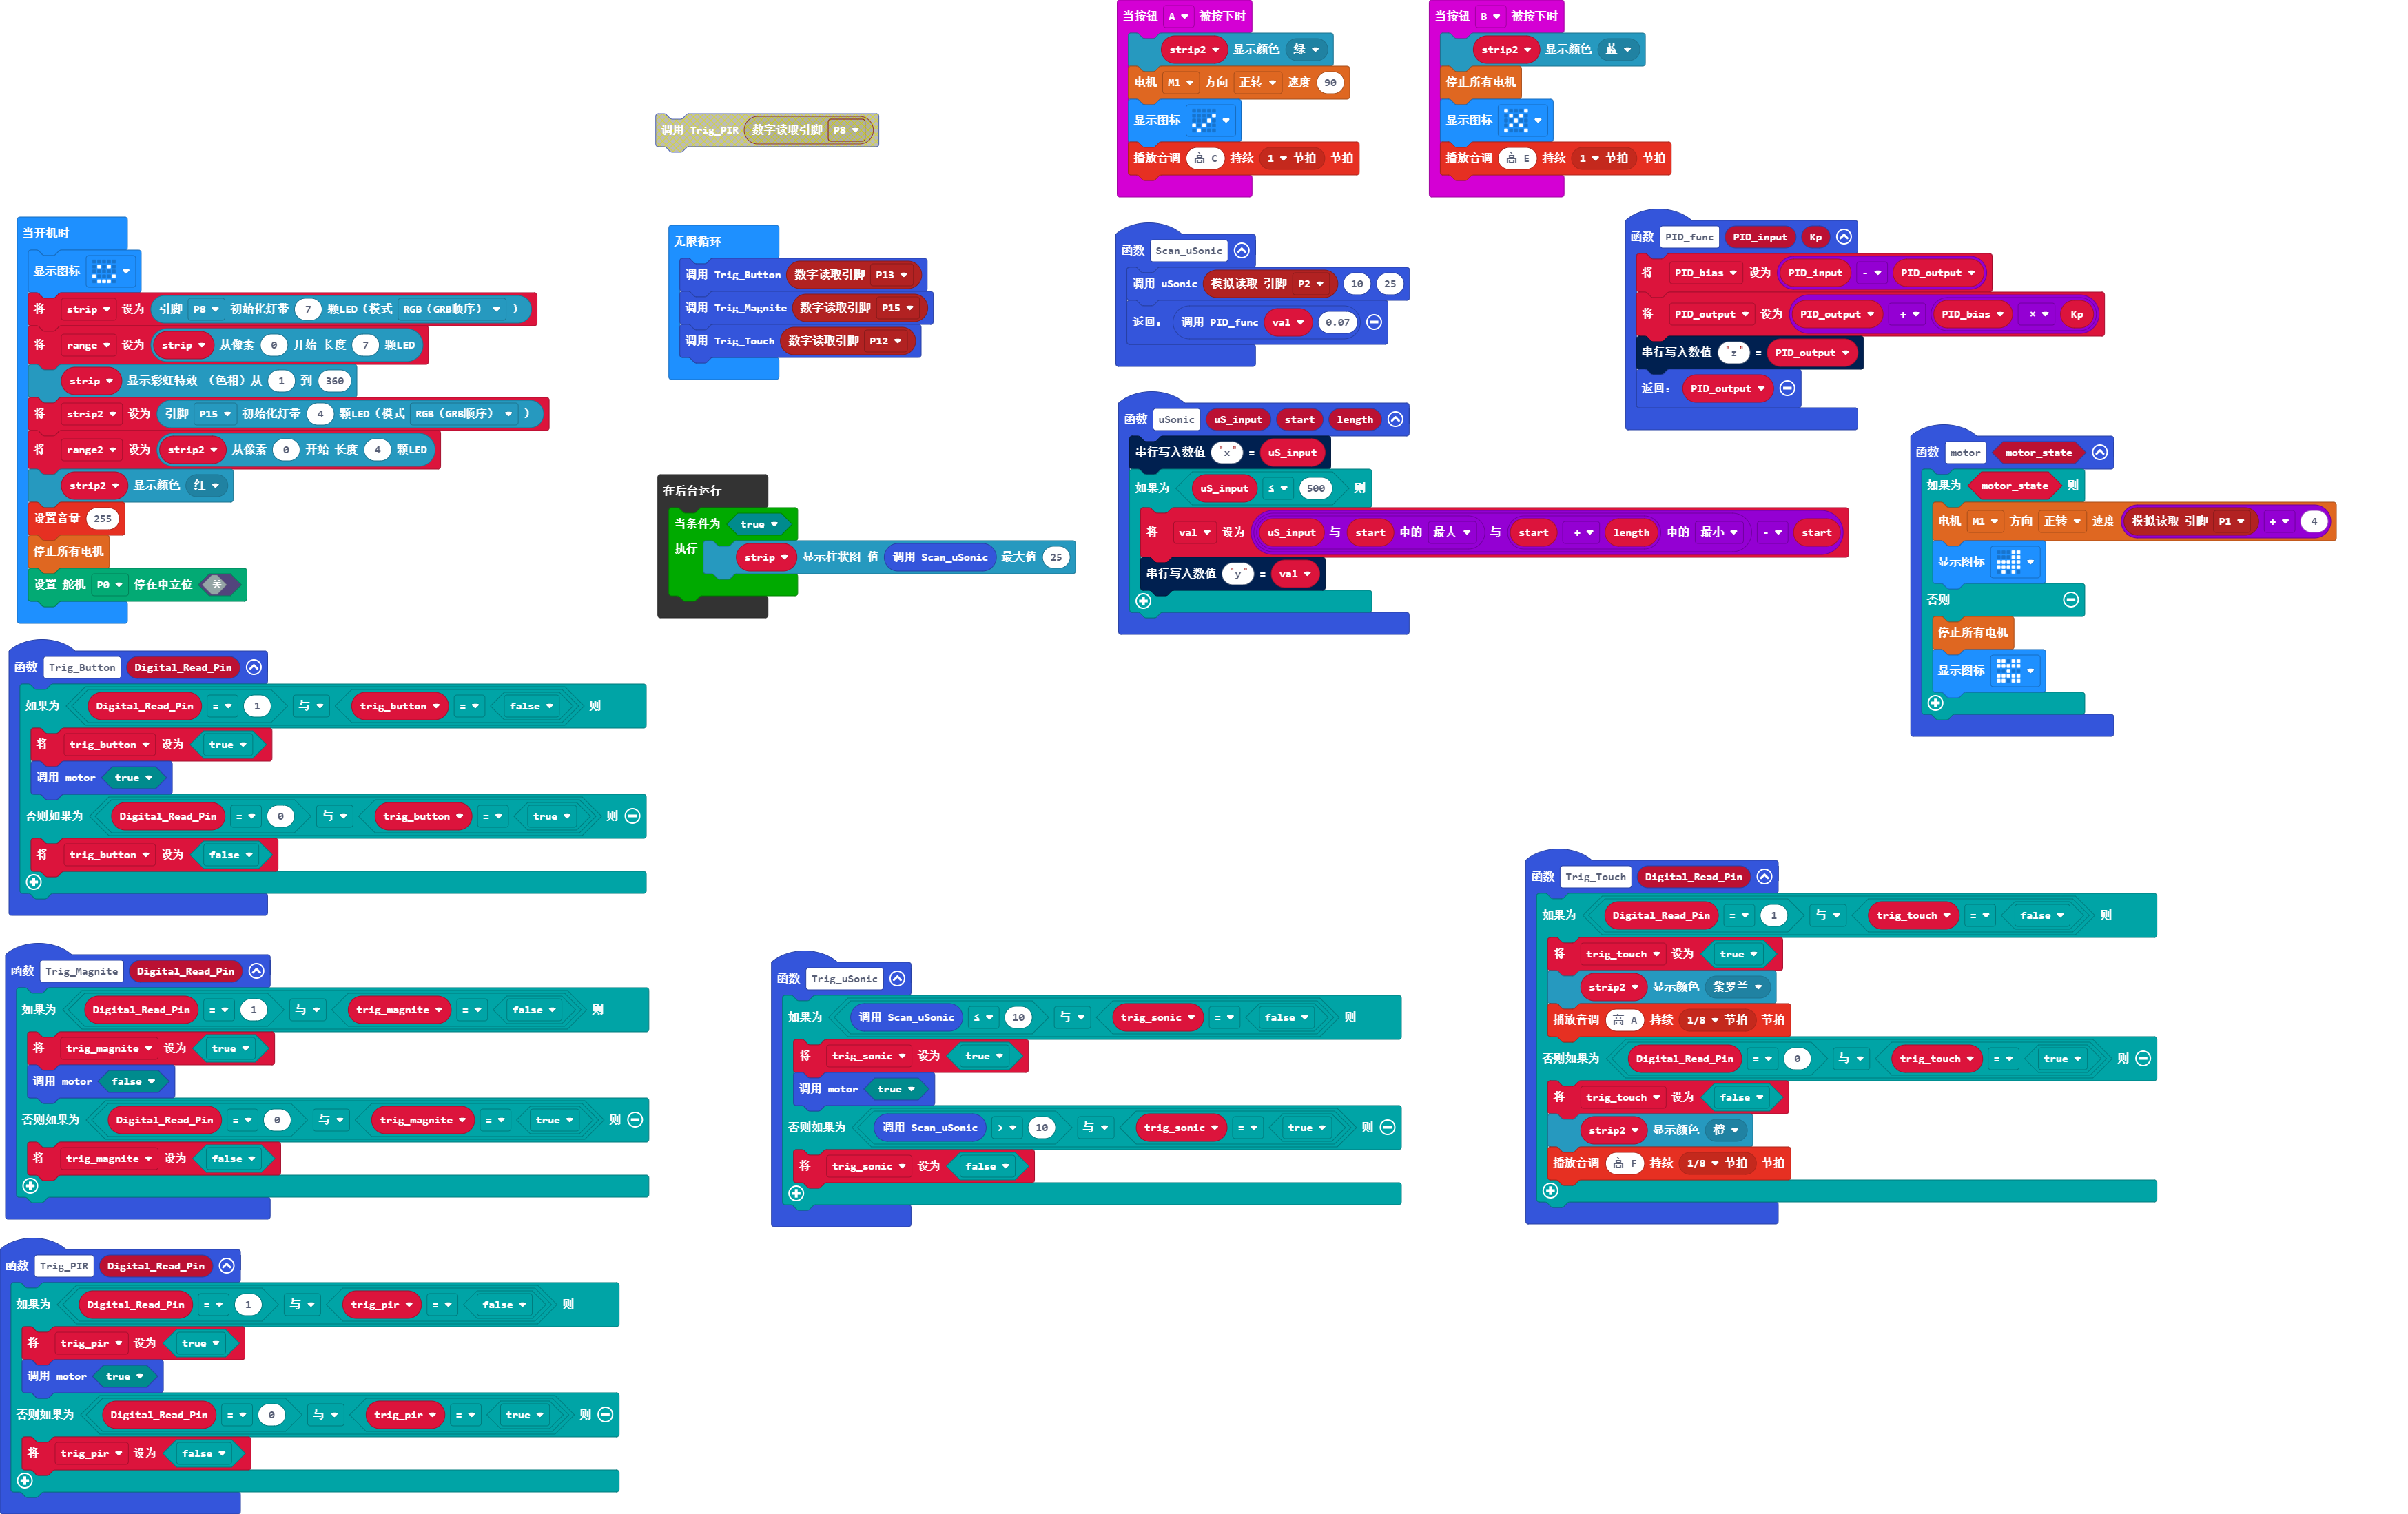 当按钮 A 被按下时
strip2 显示颜色 绿
电机 M1 方向 正转 速度 90
显示图标
播放音调 高 C 持续 1 节拍 节拍
当按钮 B 被按下时
strip2 显示颜色 蓝
停止所有电机
显示图标
播放音调 高 E 持续 1 节拍 节拍
调用 Trig_PIR 数字读取引脚 P8
当开机时
显示图标
将 strip 设为 引脚 P8 初始化灯带 7 颗LED（模式 RGB（GRB顺序） ）
将 range 设为 strip 从像素 0 开始 长度 7 颗LED
strip 显示彩虹特效 （色相）从 1 到 360
将 strip2 设为 引脚 P15 初始化灯带 4 颗LED（模式 RGB（GRB顺序） ）
将 range2 设为 strip2 从像素 0 开始 长度 4 颗LED
strip2 显示颜色 红
设置音量 255
停止所有电机
设置 舵机 P0 停在中立位 关
无限循环
调用 Trig_Button 数字读取引脚 P13
调用 Trig_Magnite 数字读取引脚 P15
调用 Trig_Touch 数字读取引脚 P12
在后台运行
当条件为 true
执行 strip 显示柱状图 值 调用 Scan_uSonic 最大值 25
函数 Scan_uSonic
调用 uSonic 模拟读取 引脚 P2 10 25
返回： 调用 PID_func val 0.07
函数 PID_func PID_input Kp
将 PID_bias 设为 PID_input - PID_output
将 PID_output 设为 PID_output + PID_bias × Kp
串行写入数值 "z" = PID_output
返回： PID_output
函数 uSonic uS_input start length
串行写入数值 "x" = uS_input
如果为 uS_input ≤ 500 则
将 val 设为 uS_input 与 start 中的 最大 与 start + length 中的 最小 - start
串行写入数值 "y" = val
函数 motor motor_state
如果为 motor_state 则
电机 M1 方向 正转 速度 模拟读取 引脚 P1 ÷ 4
显示图标
否则
停止所有电机
显示图标
函数 Trig_Button Digital_Read_Pin
如果为 Digital_Read_Pin = 1 与 trig_button = false 则
将 trig_button 设为 true
调用 motor true
否则如果为 Digital_Read_Pin = 0 与 trig_button = true 则
将 trig_button 设为 false
函数 Trig_Magnite Digital_Read_Pin
如果为 Digital_Read_Pin = 1 与 trig_magnite = false 则
将 trig_magnite 设为 true
调用 motor false
否则如果为 Digital_Read_Pin = 0 与 trig_magnite = true 则
将 trig_magnite 设为 false
函数 Trig_uSonic
如果为 调用 Scan_uSonic ≤ 10 与 trig_sonic = false 则
将 trig_sonic 设为 true
调用 motor true
否则如果为 调用 Scan_uSonic > 10 与 trig_sonic = true 则
将 trig_sonic 设为 false
函数 Trig_Touch Digital_Read_Pin
如果为 Digital_Read_Pin = 1 与 trig_touch = false 则
将 trig_touch 设为 true
strip2 显示颜色 紫罗兰
播放音调 高 A 持续 1/8 节拍 节拍
否则如果为 Digital_Read_Pin = 0 与 trig_touch = true 则
将 trig_touch 设为 false
strip2 显示颜色 橙
播放音调 高 F 持续 1/8 节拍 节拍
函数 Trig_PIR Digital_Read_Pin
如果为 Digital_Read_Pin = 1 与 trig_pir = false 则
将 trig_pir 设为 true
调用 motor true
否则如果为 Digital_Read_Pin = 0 与 trig_pir = true 则
将 trig_pir 设为 false